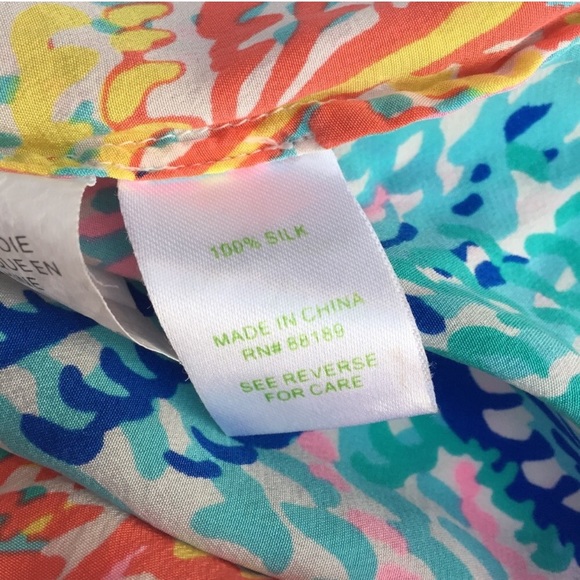 100% SILK
MADE IN CHINA
RN# 88189
SEE REVERSE
FOR CARE